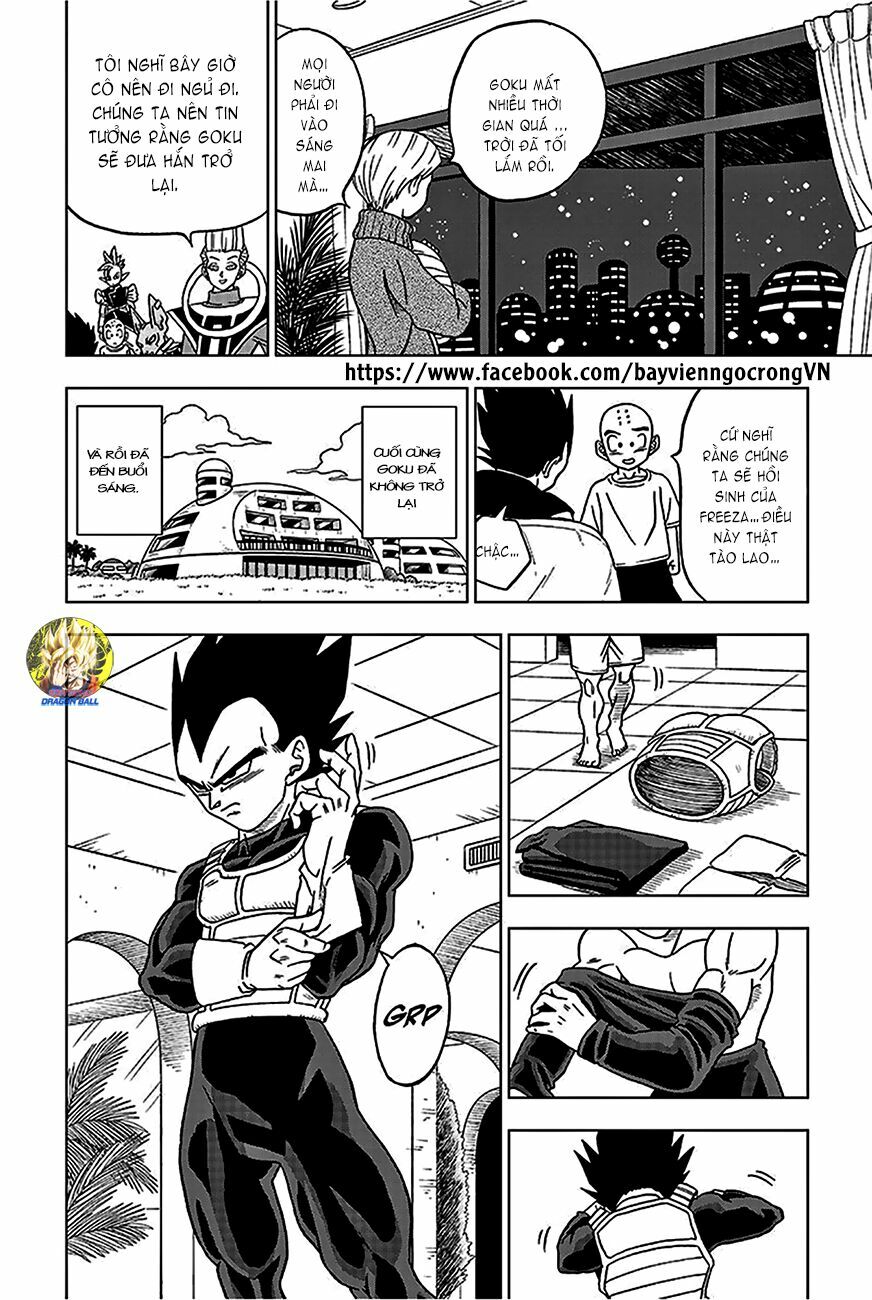 GOKU MẤT
NHIỀU THỜI
GIAN QUÁ ...
TRỜI ĐÃ TỐI
LẮM RỒI.
MỌI
NGƯỜI
PHẢI ĐI
VÀO
SÁNG
MAI
MÀ...
TÔI NGHĨ BÂY GIỜ
CÔ NÊN ĐI NGỦ ĐI.
CHÚNG TA NÊN TIN
TƯỞNG RẰNG GOKU
SẼ ĐƯA HẮN TRỞ
LẠI.
https://www.facebook.com/bayvienngocrongVN
CỨ NGHĨ
RẰNG CHÚNG
TA SẼ HỒI
SINH CỦA
FREEZA...ĐIỀU
NÀY THẬT
TÀO LAO...
CHẬC...
CUỐI CÙNG
GOKU ĐÃ
KHÔNG TRỞ
LẠI
VÀ RỒI ĐÃ
ĐẾN BUỔI
SÁNG.
DRAGON BALL
GRP